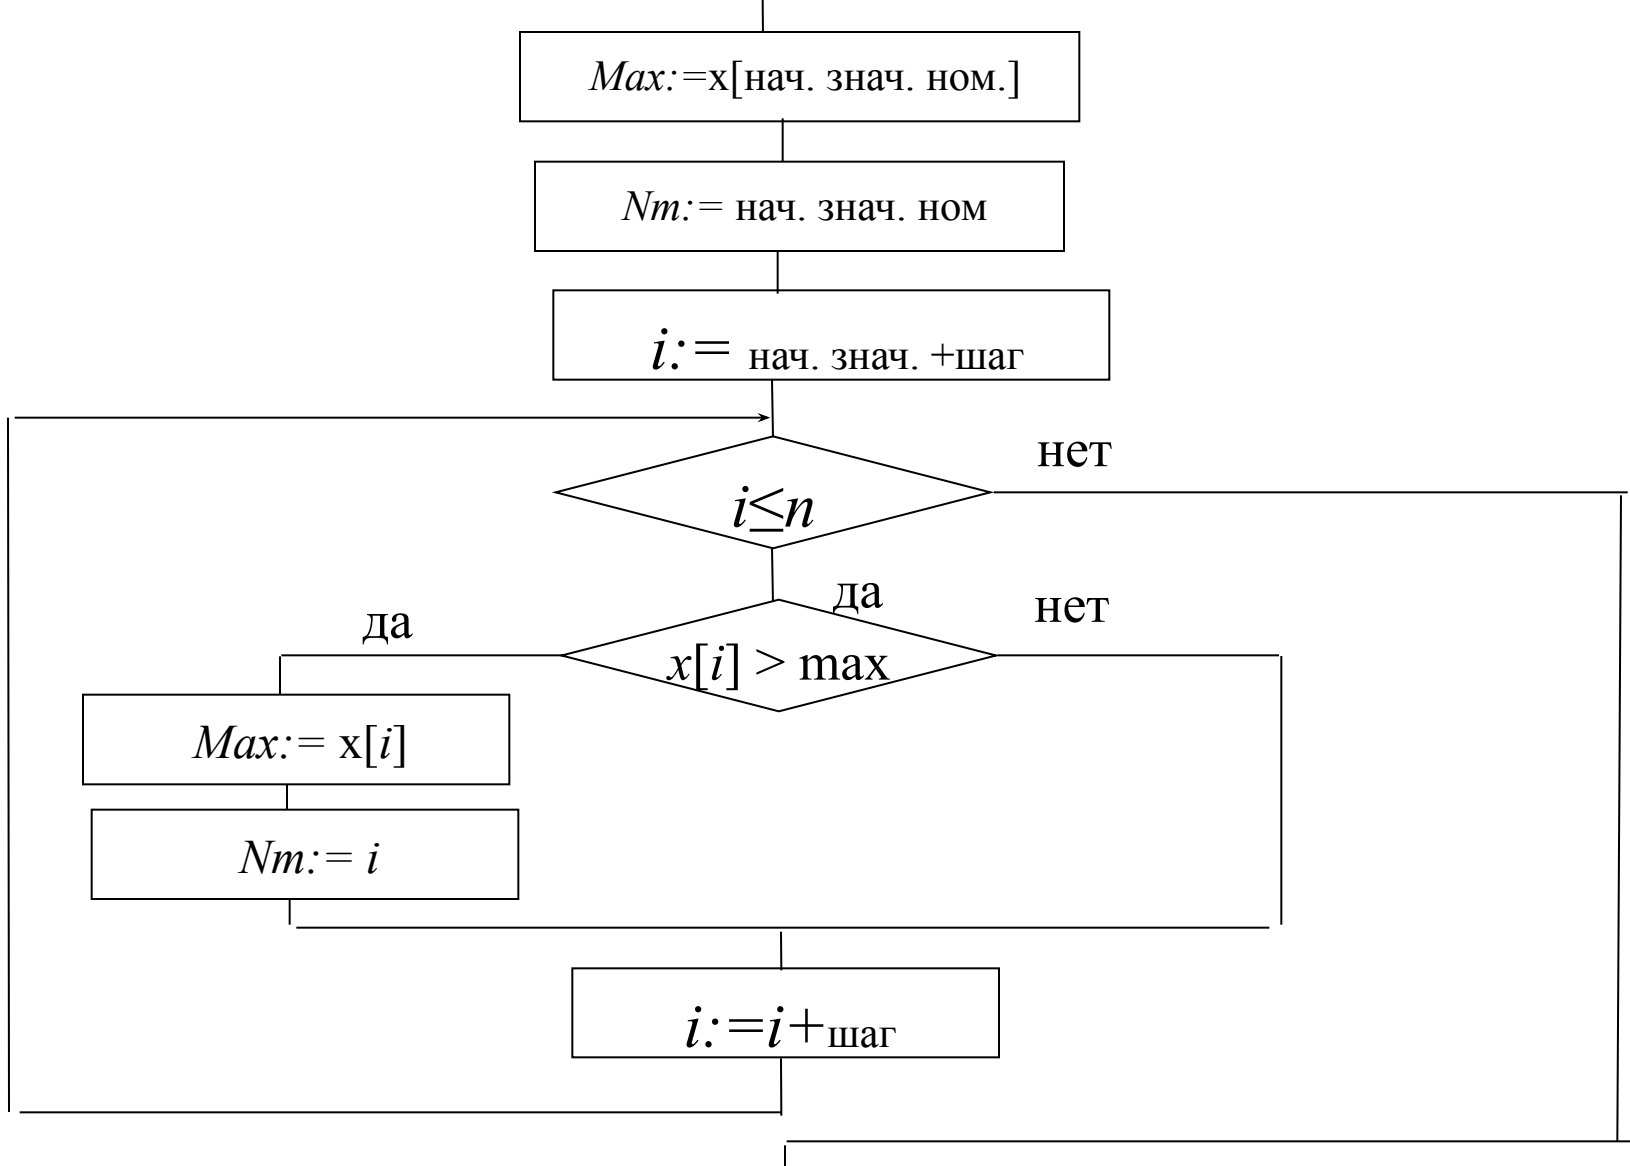 Max:=x[нач. знач. ном.]
Nm:= нач. знач. ном
i:= нач. знач. +шаг
нет
i≤n
да
да
нет
x[i] > max
Max:= x[i]
Nm:= i
i:=i+шаг